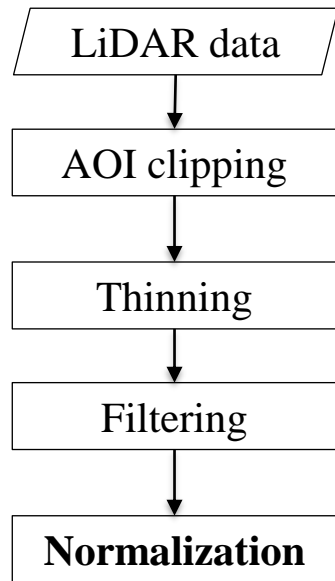 LiDAR data
AOI clipping
Thinning
Filtering
Normalization